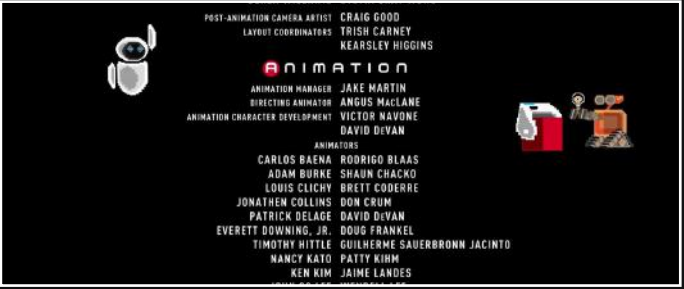 POST-ANIMATION CAMERA ARTIST CRAIG GOOD
LAYOUT COORDINATORS TRISH CARNEY
KEARSLEY HIGGINS
ANIMATION
ANIMATION MANAGER JAKE MARTIN
DIRECTING ANIMATOR ANGUS MACLANE
ANIMATION CHARACTER DEVELOPMENT VICTOR NAVONE
DAVID DEVAN
ANIMATORS
CARLOS BAENA RODRIGO BLAAS
ADAM BURKE SHAUN CHACKO
LOUIS CLICHY BRETT CODERRE
JONATHEN COLLINS DON CRUM
PATRICK DELAGE DAVID DEVAN
EVERETT DOWNING, JR. DOUG FRANKEL
TIMOTHY HITTLE GUILHERME SAUERBRONN JACINTO
NANCY KATO PATTY KIHM
KEN KIM JAIME LANDES